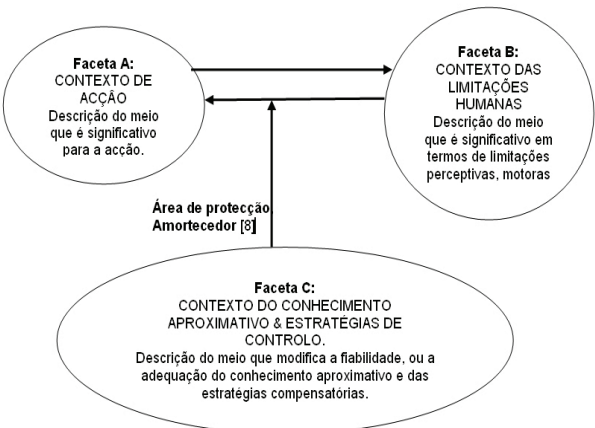 Faceta A:
CONTEXTO DE
ACÇÂO
Descrição do meio
que é significativo
para a acção.
Faceta B:
CONTEXTO DAS
LIMITAÇÕES
HUMANAS
Descrição do meio
que é significativo em
termos de limitações
perceptivas, motoras
Área de protecção
Amortecedor [8]
Faceta C:
CONTEXTO DO CONHECIMENTO
APROXIMATIVO & ESTRATÉGIAS DE
CONTROLO.
Descrição do meio que modifica a fiabilidade, ou a
adequação do conhecimento aproximativo e das
estratégias compensatórias.